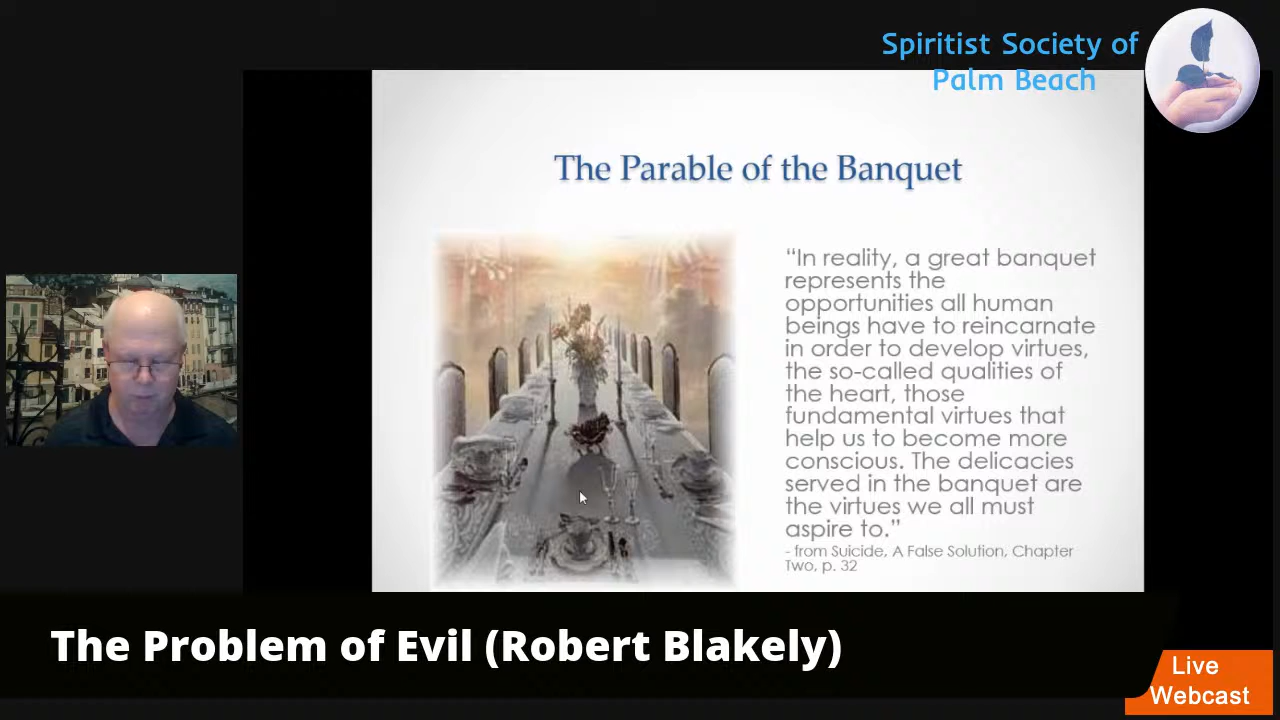 Spiritist Society of
Palm Beach
The Parable of the Banquet
“In reality, a great banquet
represents the
opportunities all human
beings have to reincarnate
in order to develop virtues,
the so-called qualities of
the heart, those
fundamental virtues that
help us to become more
conscious. The delicacies
served in the banquet are
the virtues we all must
aspire to.”
- from Suicide, A False Solution, Chapter
Two, p. 32
The Problem of Evil (Robert Blakely)
Live
Webcast